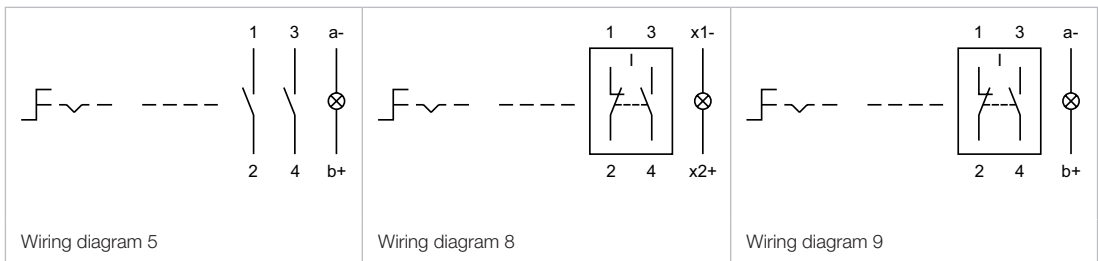 1 3 a-
2 4 b+
Wiring diagram 5
1 3 x1-
2 4 x2+
Wiring diagram 8
1 3 a-
2 4 b+
Wiring diagram 9